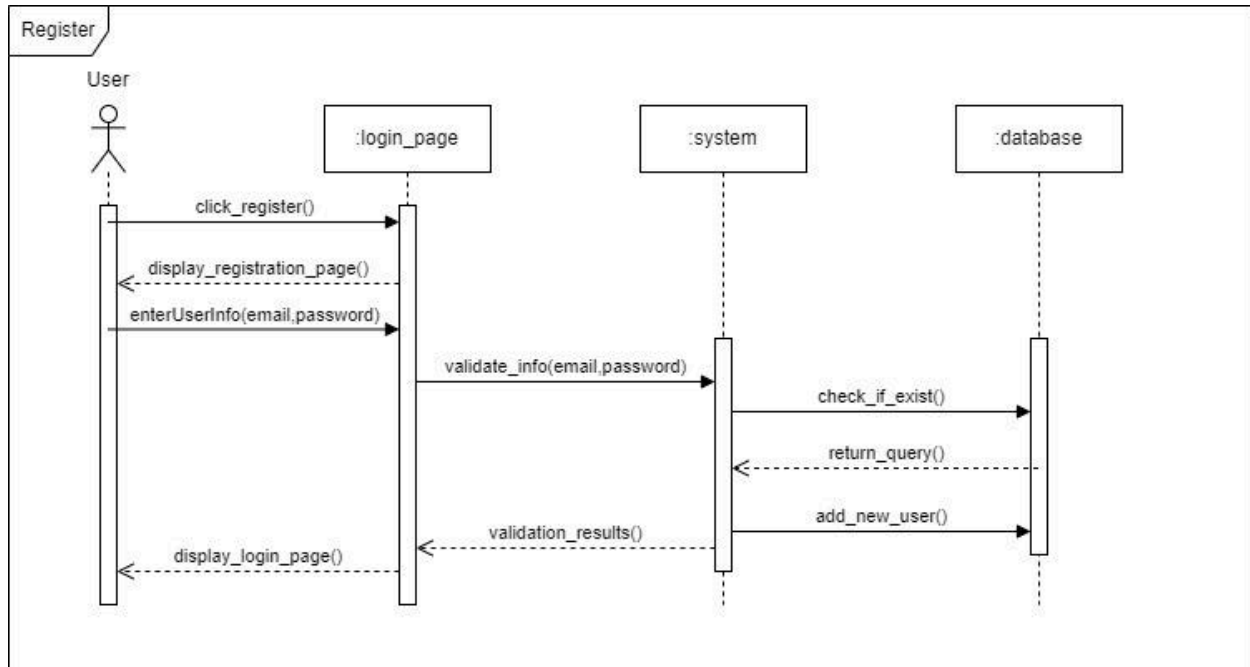 Register
User
:login_page
:system
:database
click_register()
display_registration_page()
enterUserInfo(email,password)
validate_info(email,password)
check_if_exist()
return_query()
add_new_user()
validation_results()
display_login_page()